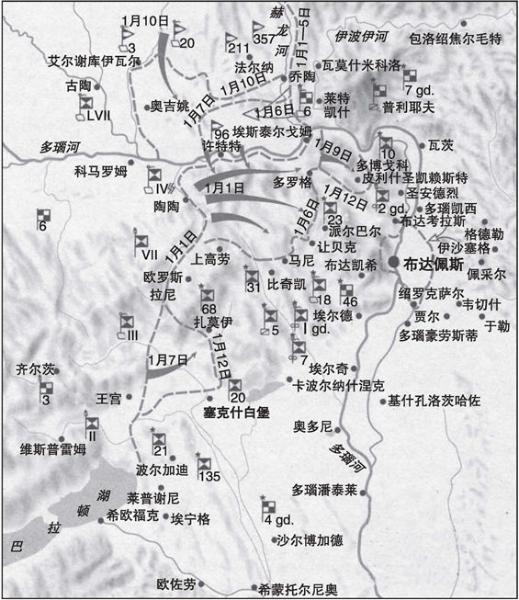 1月10日
3
20
211
357
赫龙河
1月1—5日
伊波伊河
包洛绍焦尔毛特
艾尔谢库伊瓦尔
法尔纳
瓦莫什米科洛
7 gd.
古陶
1月10日
乔陶
LVII
奥吉姚
1月7日
1月6日
6
莱特凯什
普利耶夫
96
埃斯泰尔戈姆
多瑙河
许特特
1月9日
10
瓦茨
科马罗姆
多博戈科
皮利什圣凯赖斯特
IV
1月1日
多罗格
1月12日
圣安德烈
陶陶
2 gd.
多瑙凯西
6
23
布达考拉斯
1月6日
派尔巴尔
格德勒
VII
1月1日
让贝克
伊沙塞格
上高劳
马尼
布达凯希
布达佩斯
佩采尔
欧罗斯拉尼
31
比奇凯
18
46
绍罗克萨尔
韦切什
68
埃尔德
贾尔
于勒
III
扎莫伊
5
I gd.
多瑙豪劳斯蒂
1月7日
1月12日
7
齐尔茨
埃尔奇
3
王宫
20
卡波尔纳什涅克
塞克什白堡
基什孔洛茨哈佐
II
21
奥多尼
维斯普雷姆
波尔加迪
135
多瑙河
莱普谢尼
多瑙潘泰莱
巴拉顿湖
希欧福克
埃宁格
4 gd.
沙尔博加德
欧佐劳
希蒙托尔尼奥